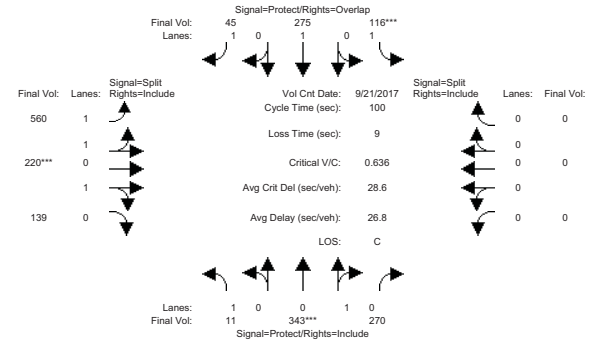 Signal=Protect/Rights=Overlap
Final Vol: 45 275 116***
Lanes: 1 0 1 0 1
Signal=Split Signal=Split
Final Vol: Lanes: Rights=Include Vol Cnt Date: 9/21/2017 Rights=Include Lanes: Final Vol:
Cycle Time (sec): 100
560 1 0 0
Loss Time (sec): 9
1 0
220*** 0 Critical V/C: 0.636 0 0
1 Avg Crit Del (sec/veh): 28.6 0
139 0 Avg Delay (sec/veh): 26.8 0 0
LOS: C
Lanes: 1 0 0 1 0
Final Vol: 11 343*** 270
Signal=Protect/Rights=Include